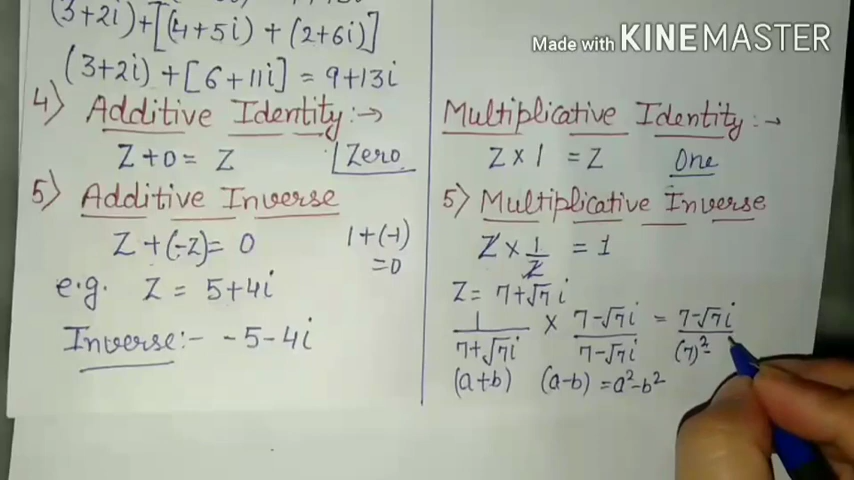 (3+2i)+[(4+5i)+(2+6i)]
(3+2i)+[6+11i] = 9+13i
4) Additive Identity:→
Z+0 = Z Zero
5) Additive Inverse
Z+(-Z)= 0 1+(-1)
=0
e.g. Z = 5+4i
Inverse:- -5-4i
Made with KINEMASTER
Multiplicative Identity:→
Z×1 = Z One
5) Multiplicative Inverse
Z × 1/Z = 1
Z = 7+√7i
1/(7+√7i) × (7-√7i)/(7-√7i) = (7-√7i)/(7)²-
(a+b) (a-b) = a²-b²